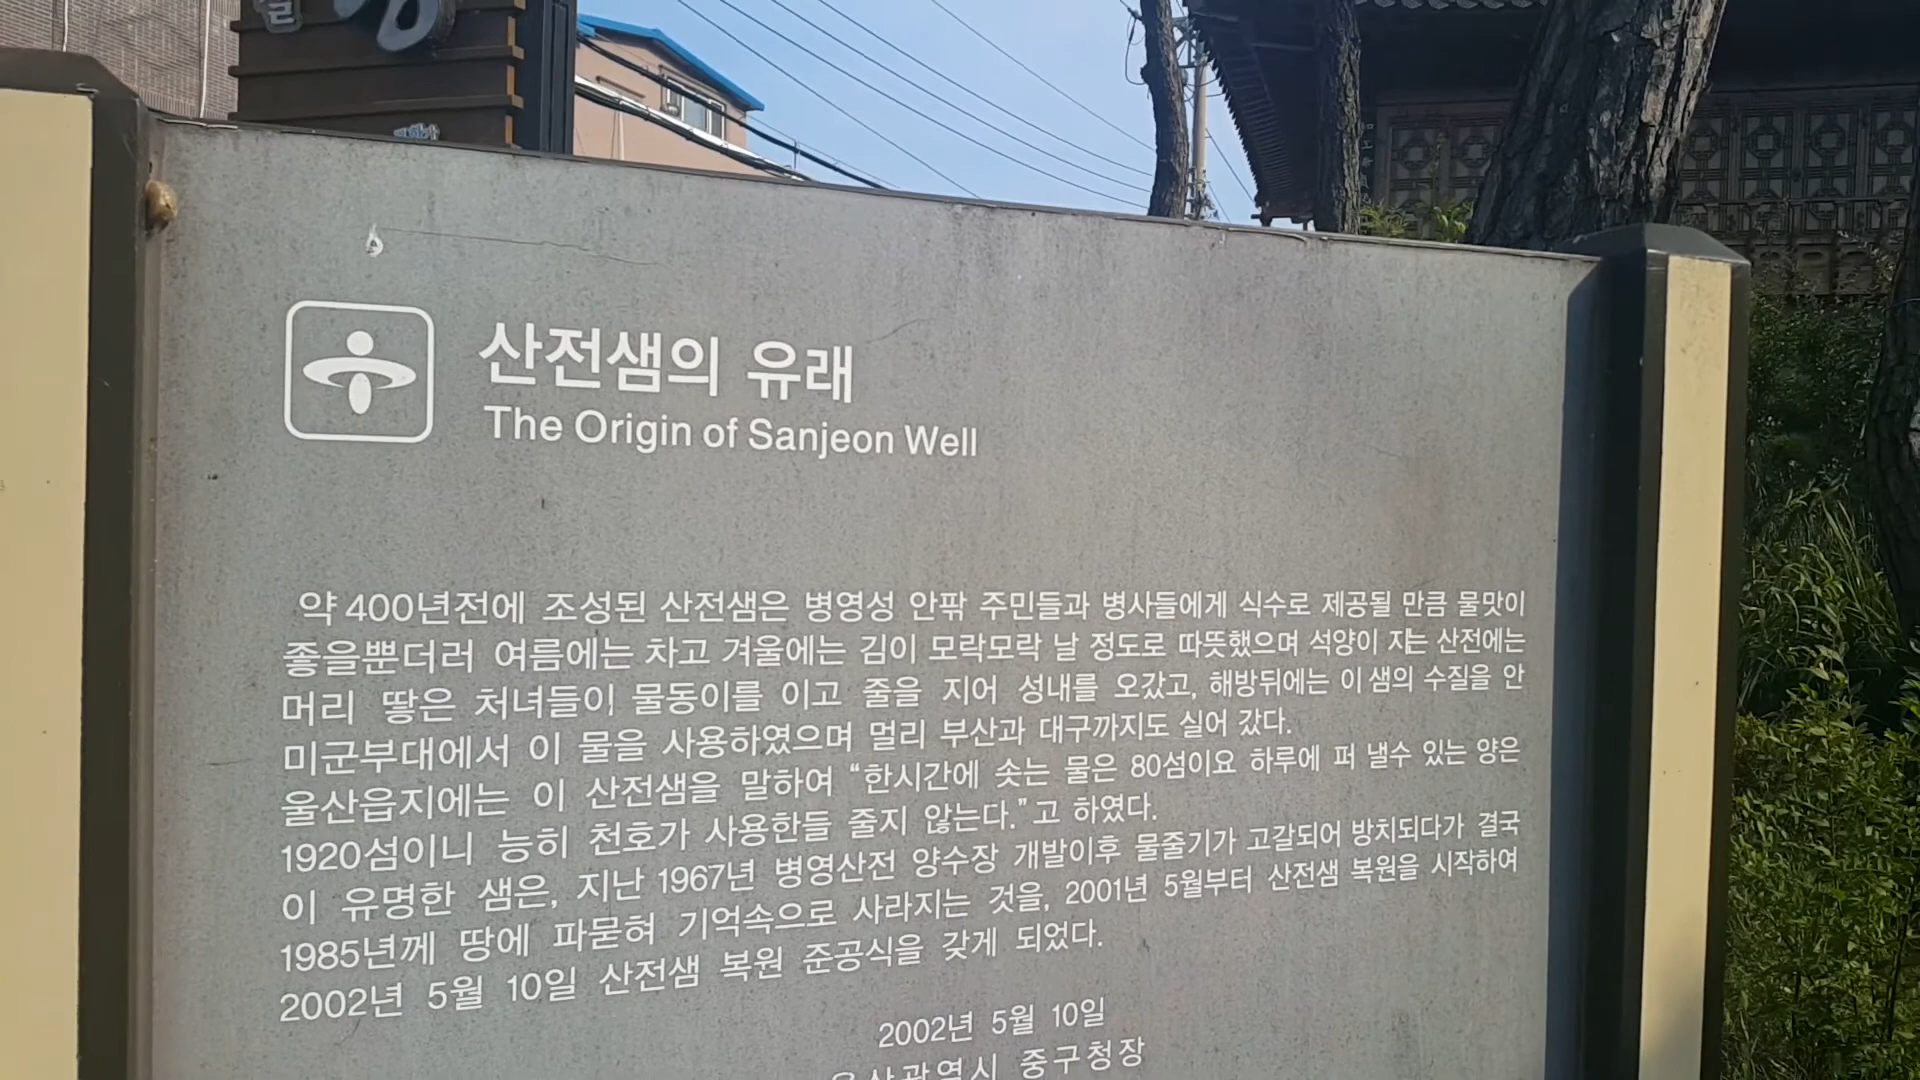 산전샘의 유래
The Origin of Sanjeon Well
약 400년전에 조성된 산전샘은 병영성 안팎 주민들과 병사들에게 식수로 제공될 만큼 물맛이
좋을뿐더러 여름에는 차고 겨울에는 김이 모락모락 날 정도로 따뜻했으며 석양이 지는 산전에는
머리 땋은 처녀들이 물동이를 이고 줄을 지어 성내를 오갔고, 해방뒤에는 이 샘의 수질을 안
미군부대에서 이 물을 사용하였으며 멀리 부산과 대구까지도 실어 갔다.
울산읍지에는 이 산전샘을 말하여 “한시간에 솟는 물은 80섬이요 하루에 퍼 낼수 있는 양은
1920섬이니 능히 천호가 사용한들 줄지 않는다.”고 하였다.
이 유명한 샘은, 지난 1967년 병영산전 양수장 개발이후 물줄기가 고갈되어 방치되다가 결국
1985년께 땅에 파묻혀 기억속으로 사라지는 것을, 2001년 5월부터 산전샘 복원을 시작하여
2002년 5월 10일 산전샘 복원 준공식을 갖게 되었다.
2002년 5월 10일
울산광역시 중구청장